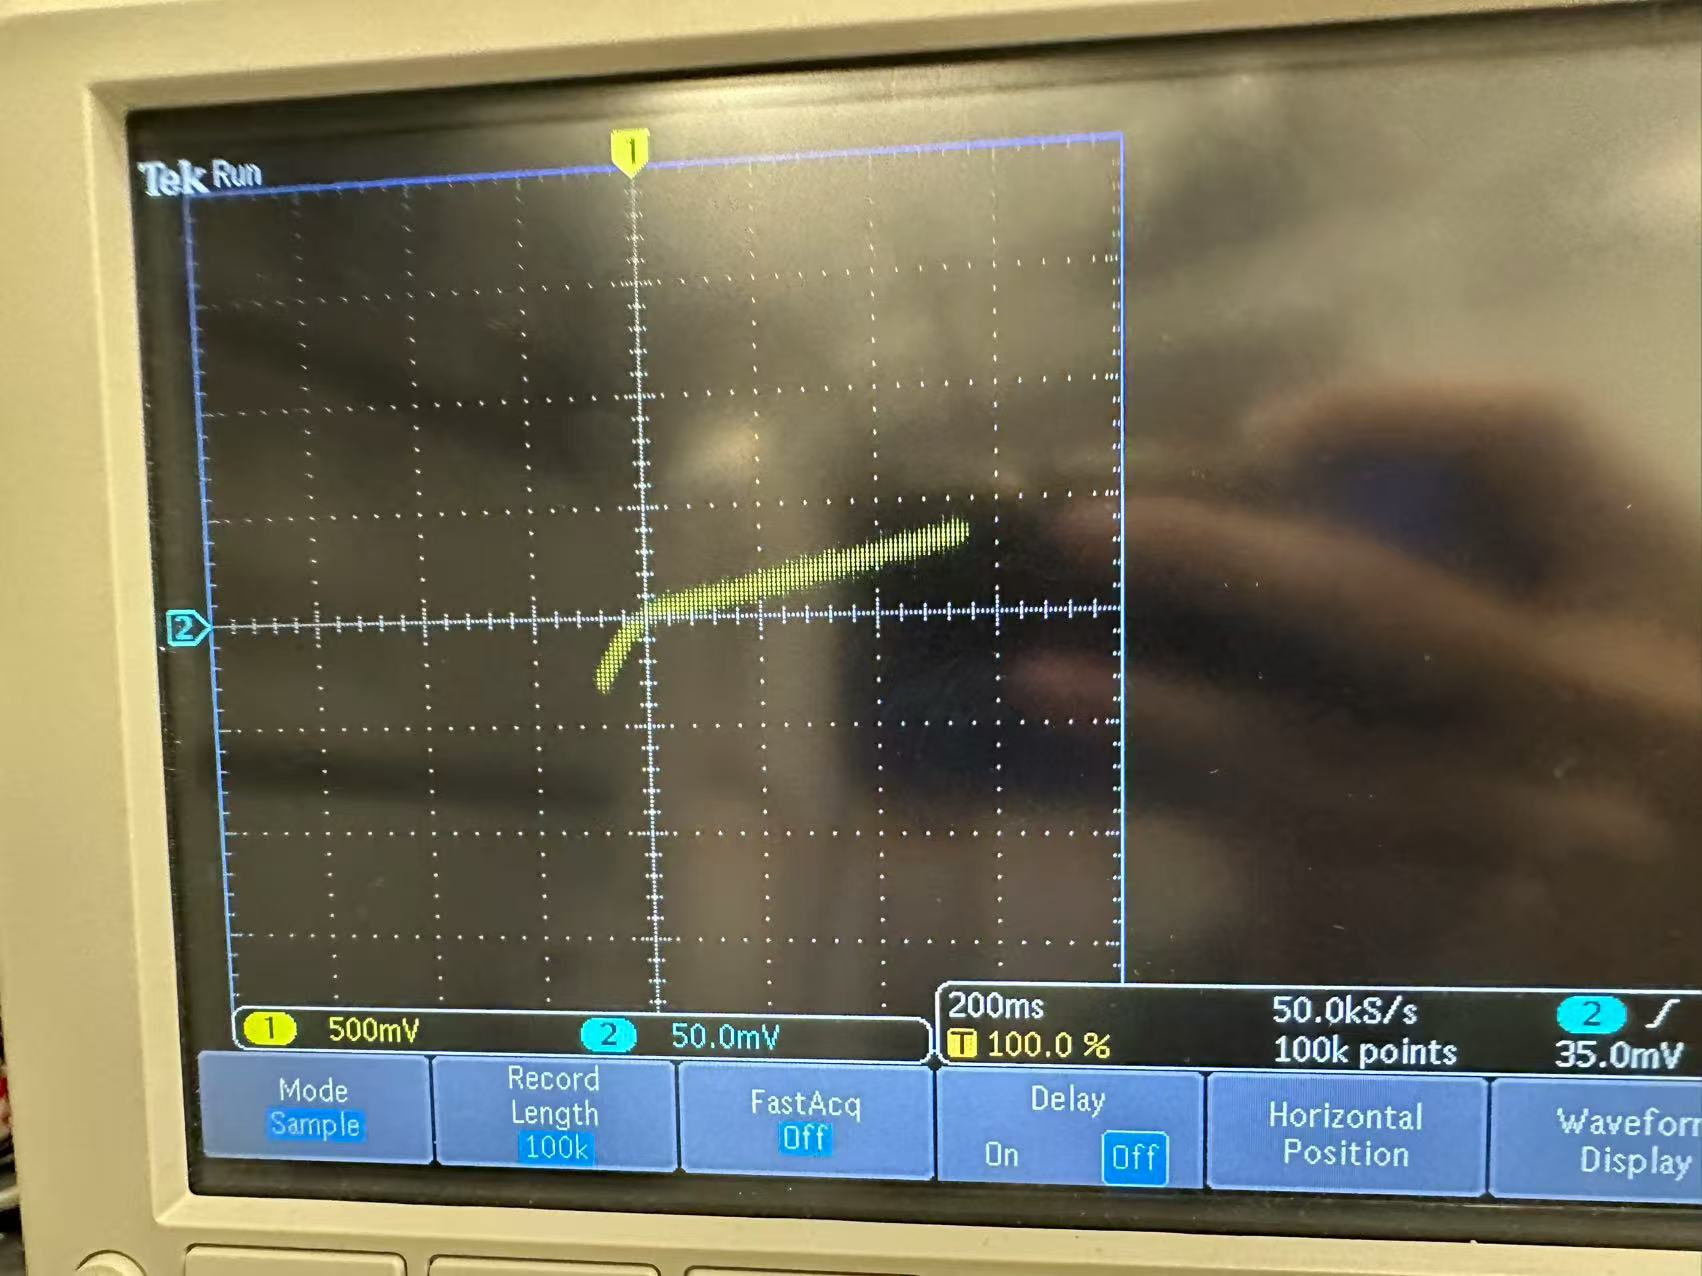 1
Tek Run
2
1 500mV 2 50.0mV
200ms 50.0kS/s 2
T 100.0 % 100k points 35.0mV
Mode
Sample
Record
Length
100k
FastAcq
Off
Delay
On Off
Horizontal
Position
Waveform
Display